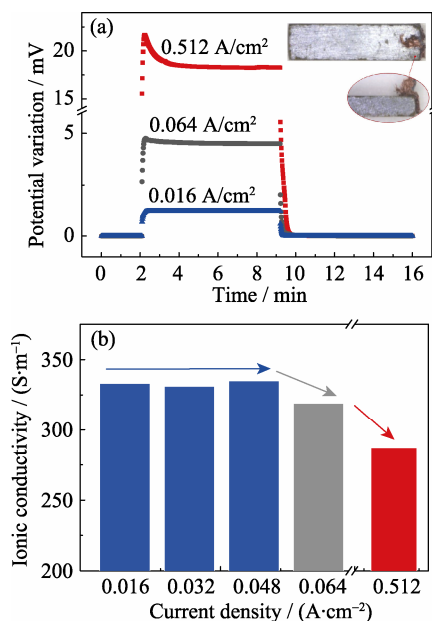 (a)
0.512 A/cm²
0.064 A/cm²
0.016 A/cm²
Potential variation / mV
20
15
5
0
0 2 4 6 8 10 12 14 16
Time / min
(b)
Ionic conductivity / (S·m⁻¹)
350
300
250
200
0.016 0.032 0.048 0.064 0.512
Current density / (A·cm⁻²)